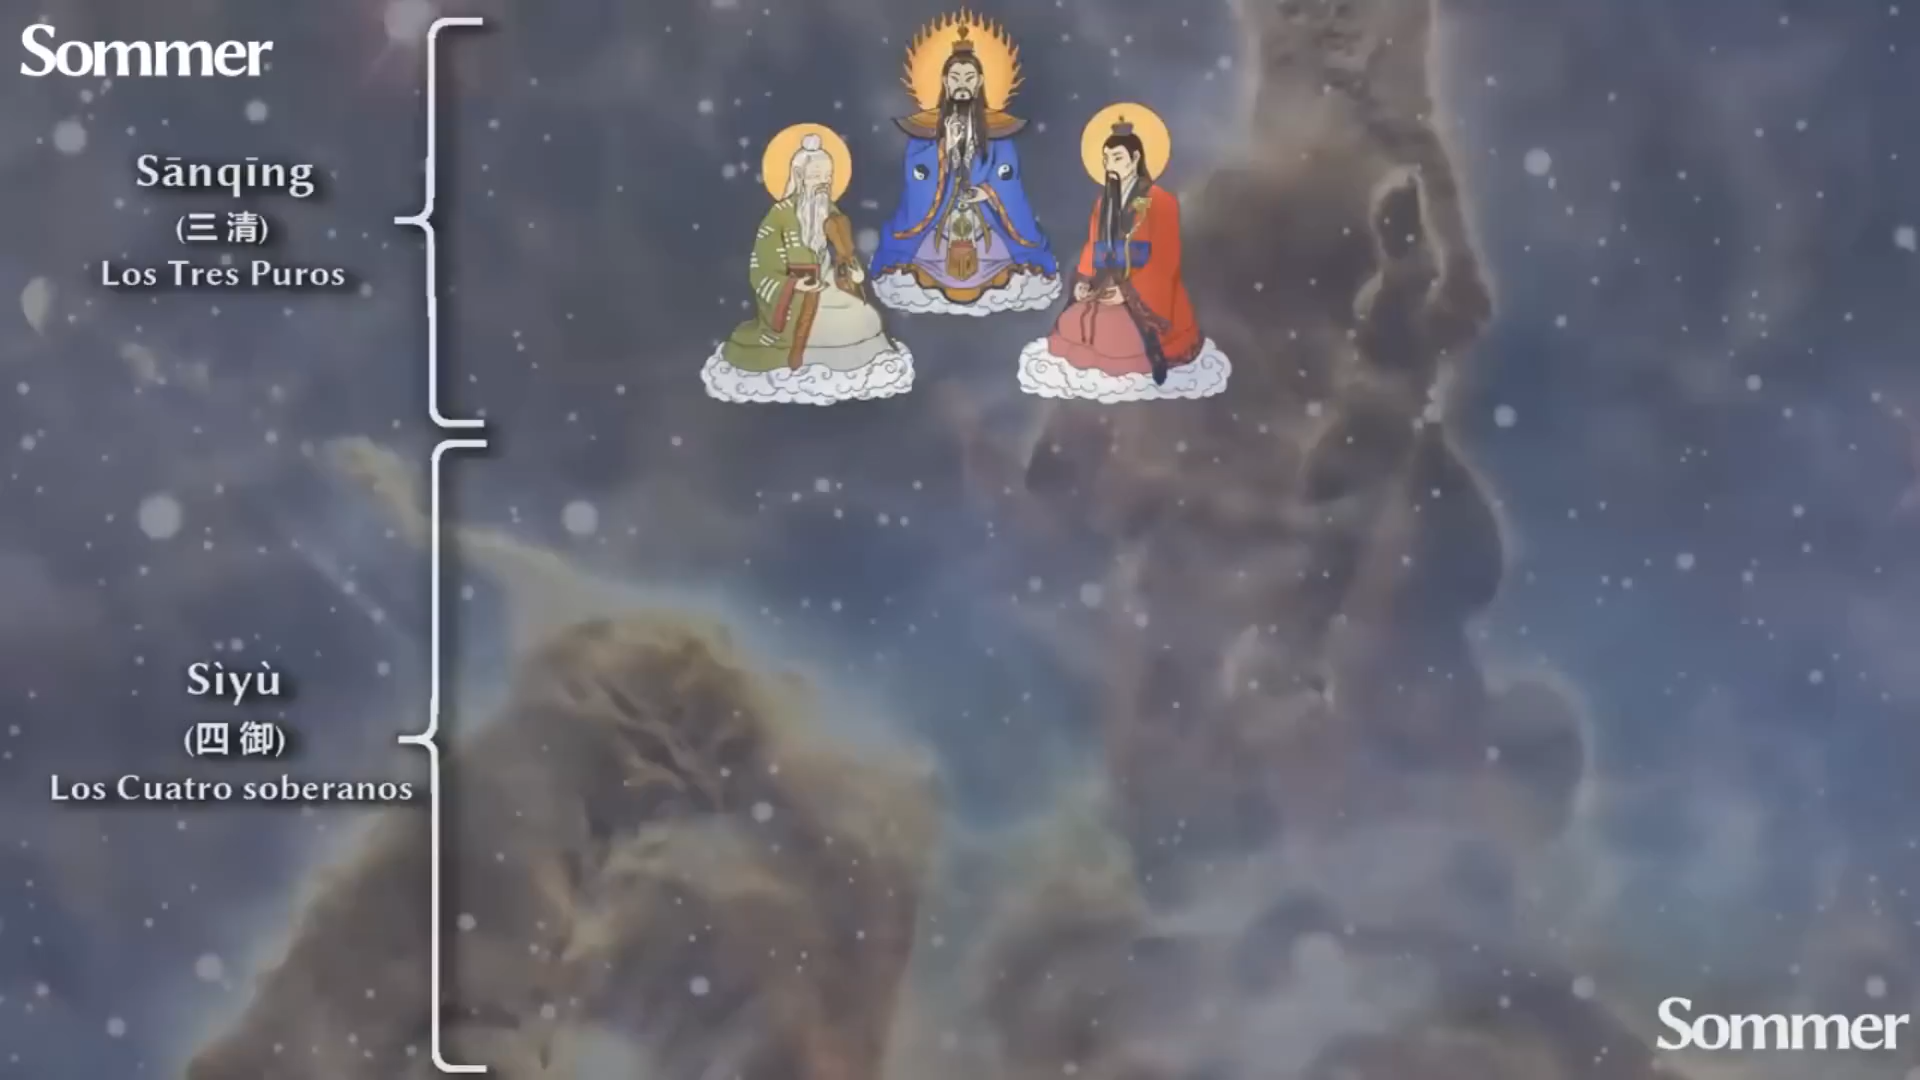 Sommer
Sānqīng
(三清)
Los Tres Puros
Sìyù
(四御)
Los Cuatro soberanos
Sommer